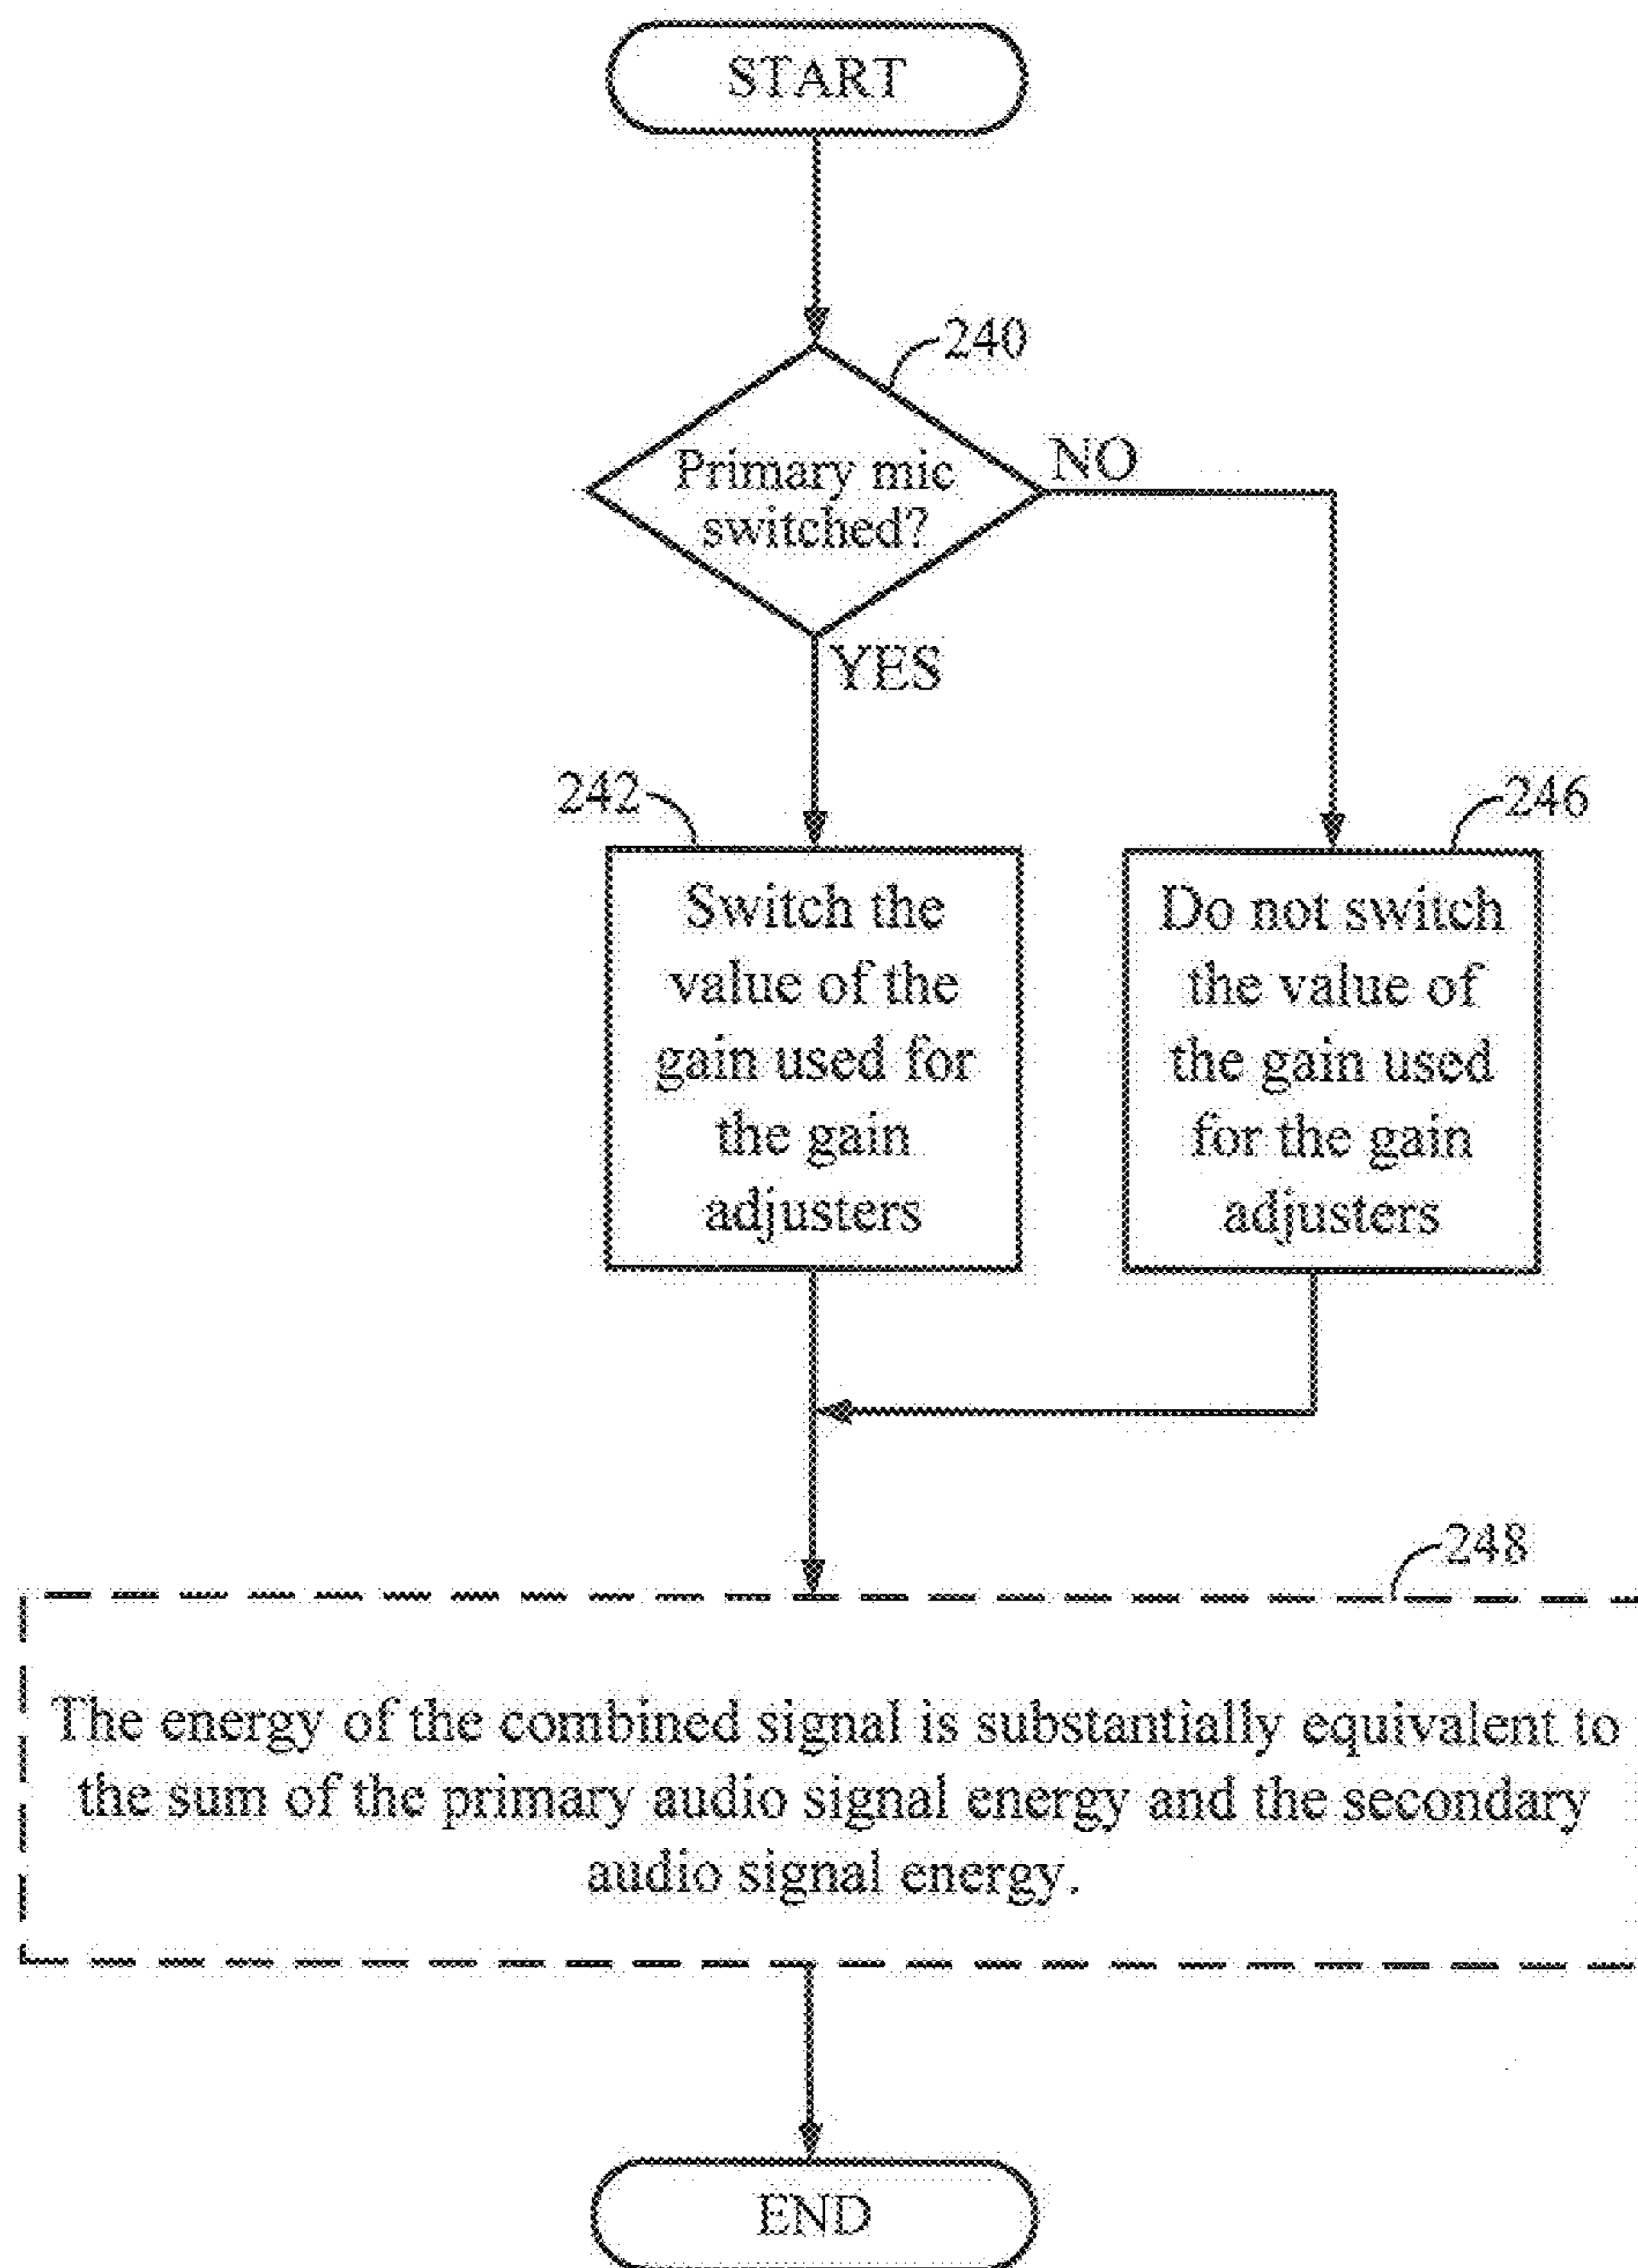 START
240
Primary mic
switched?
NO
YES
242
Switch the
value of the
gain used for
the gain
adjusters
246
Do not switch
the value of
the gain used
for the gain
adjusters
248
The energy of the combined signal is substantially equivalent to
the sum of the primary audio signal energy and the secondary
audio signal energy.
END